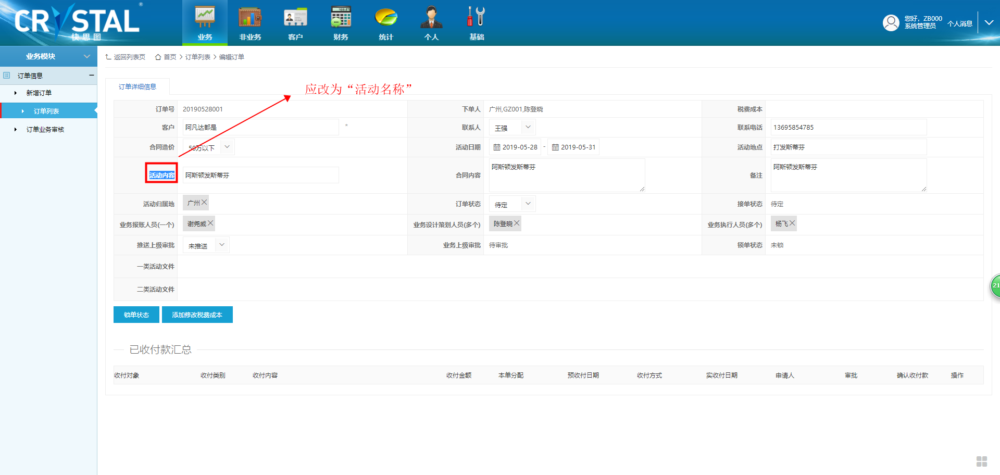 CRYSTAL®
快思图
业务
非业务
客户
财务
统计
个人
基础
您好，ZB000
系统管理员
个人消息
业务模块
订单信息
新增订单
订单列表
订单业务审核
返回列表页 首页 > 订单列表 > 编辑订单
订单详细信息
应改为“活动名称”
订单号 20190528001 下单人 广州,GZ001,陈登晓 税费成本
客户 阿凡达都是 * 联系人 王强 联系电话 13695854785
合同造价 50万以下 活动日期 2019-05-28 - 2019-05-31 活动地点 打发斯蒂芬
活动内容 阿斯顿发斯蒂芬 合同内容 阿斯顿发斯蒂芬 备注 阿斯顿发斯蒂芬
活动归属地 广州 订单状态 待定 接单状态 待定
业务报账人员(一个) 谢尧威 业务设计策划人员(多个) 陈登晓 业务执行人员(多个) 杨飞
推送上级审批 未推送 业务上级审批 待审批 锁单状态 未锁
一类活动文件
二类活动文件
锁单状态 添加修改税费成本
已收付款汇总
收付对象 收付类别 收付内容 收付金额 本单分配 预收付日期 收付方式 实收付日期 申请人 审批 确认收付款 操作
21